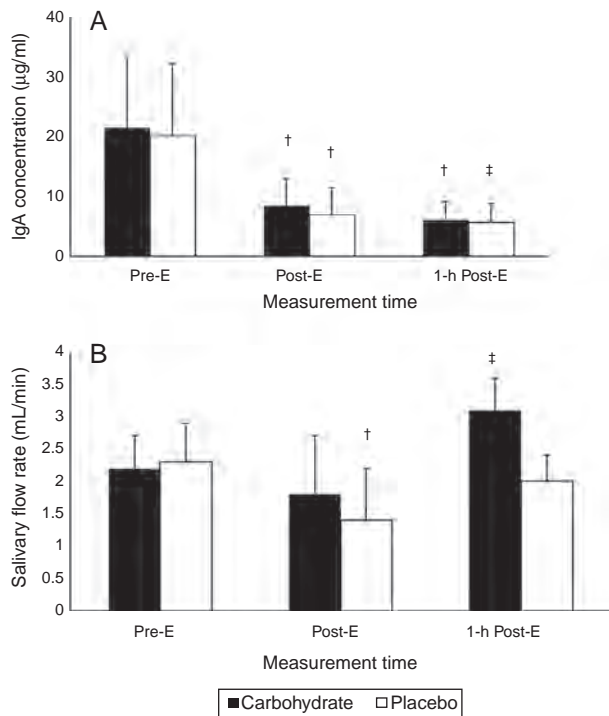 A
IgA concentration (μg/ml)
40
30
20
10
0
† † † ‡
Pre-E Post-E 1-h Post-E
Measurement time
B
Salivary flow rate (mL/min)
4
3.5
3
2.5
2
1.5
1
0.5
0
† ‡
Pre-E Post-E 1-h Post-E
Measurement time
Carbohydrate Placebo